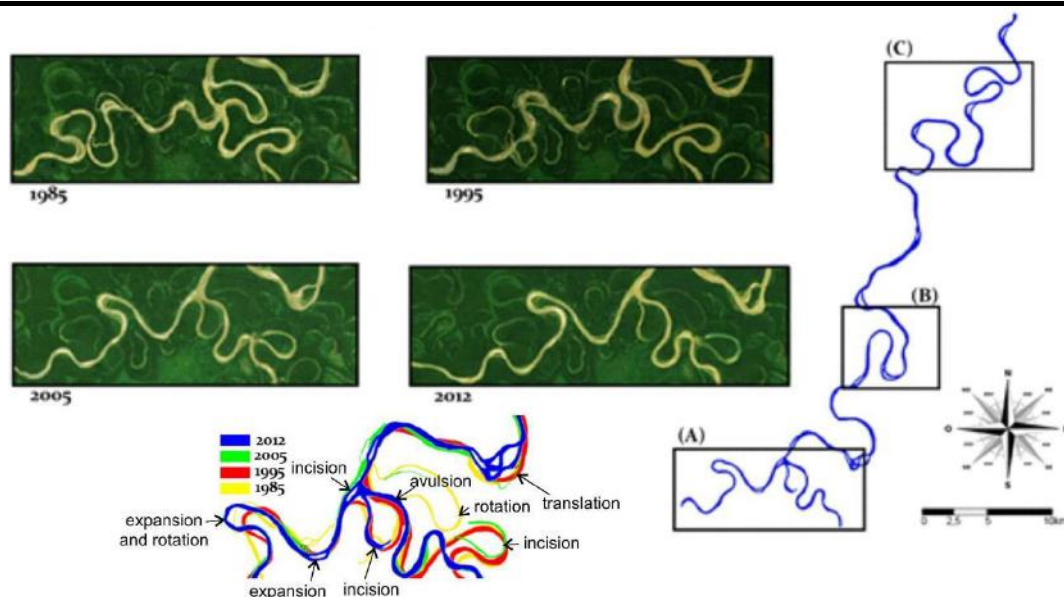 (C)
1985
1995
(B)
2005
2012
N
S
O
(A)
2012
2005
1995
1985
incision
avulsion
rotation
translation
expansion
and rotation
incision
expansion
incision
0 2,5 5 10km